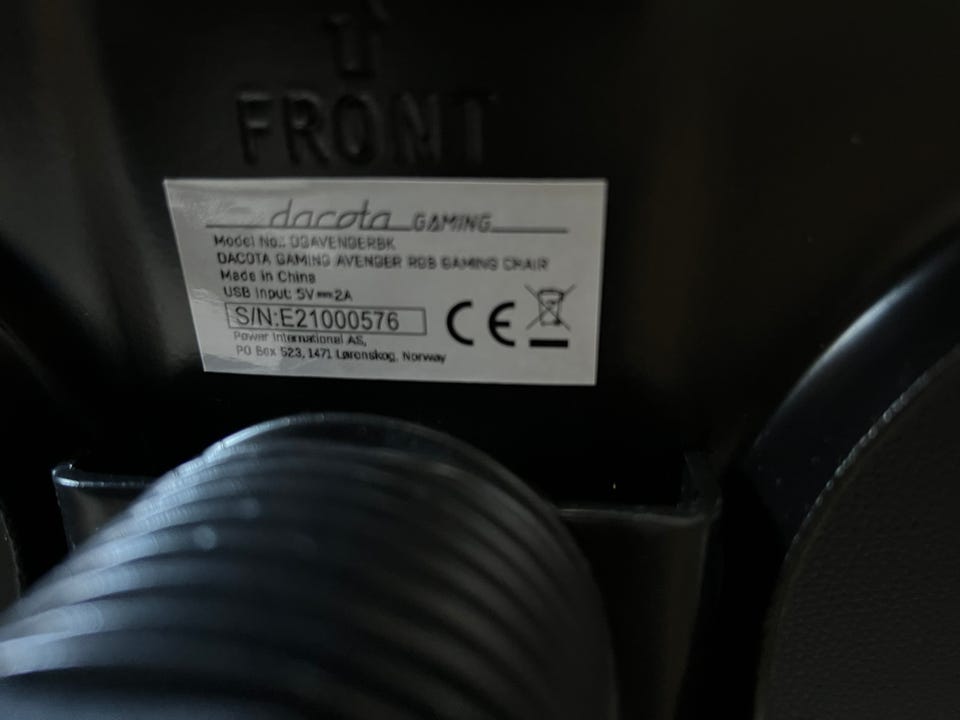 FRONT
dacota GAMING
Model No.: DGAVENGERBK
DACOTA GAMING AVENGER RGB GAMING CHAIR
Made in China
USB Input: 5V⎓2A
S/N:E21000576
Power International AS,
PO Box 523, 1471 Lørenskog, Norway
CE